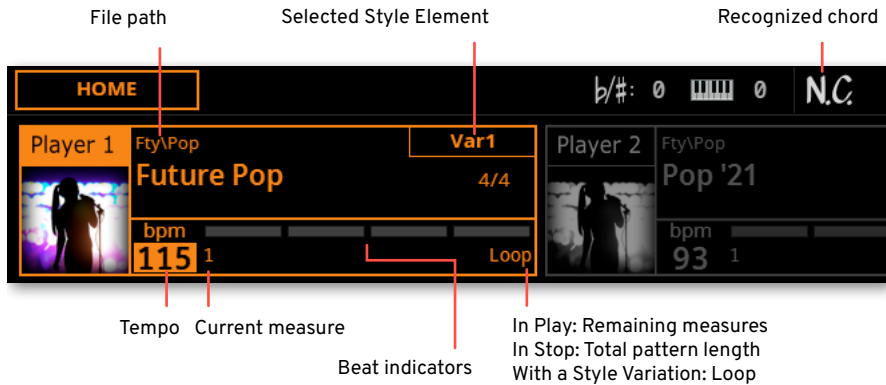 File path
Selected Style Element
Recognized chord
HOME
♭/#: 0
0
N.C.
Player 1
Fty\Pop
Var1
Future Pop
4/4
bpm
115
1
Loop
Player 2
Fty\Pop
Pop '21
bpm
93
1
Tempo
Current measure
Beat indicators
In Play: Remaining measures
In Stop: Total pattern length
With a Style Variation: Loop